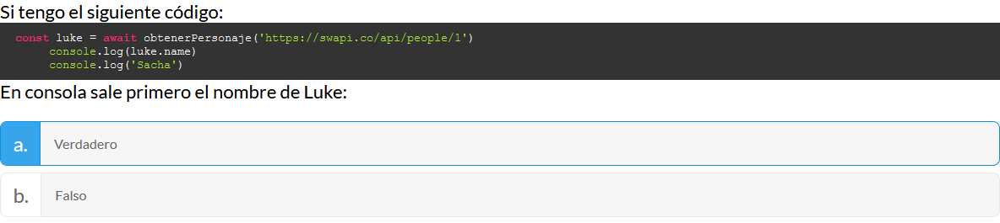 Si tengo el siguiente código:
const luke = await obtenerPersonaje('https://swapi.co/api/people/1')
console.log(luke.name)
console.log('Sacha')
En consola sale primero el nombre de Luke:
a. Verdadero
b. Falso